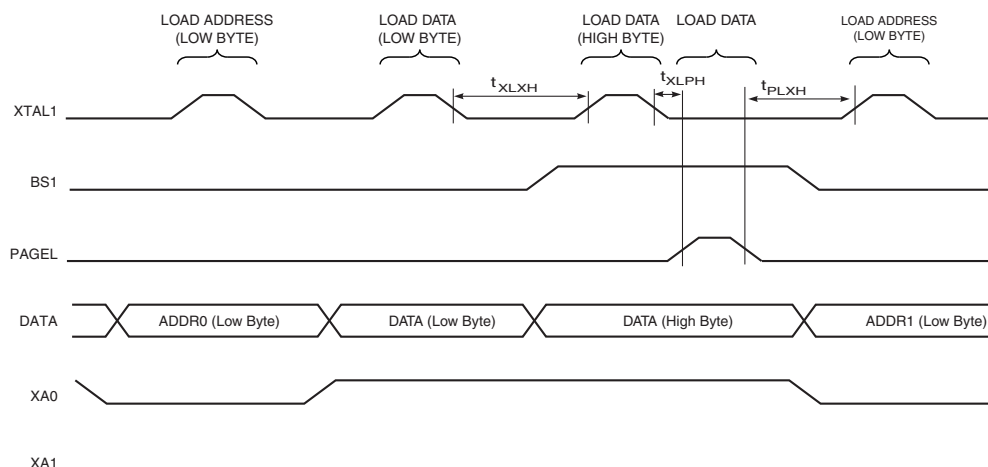 LOAD ADDRESS
(LOW BYTE)
LOAD DATA
(LOW BYTE)
LOAD DATA
(HIGH BYTE)
LOAD DATA
LOAD ADDRESS
(LOW BYTE)
tXLXH
tXLPH
tPLXH
XTAL1
BS1
PAGEL
DATA
ADDR0 (Low Byte)
DATA (Low Byte)
DATA (High Byte)
ADDR1 (Low Byte)
XA0
XA1